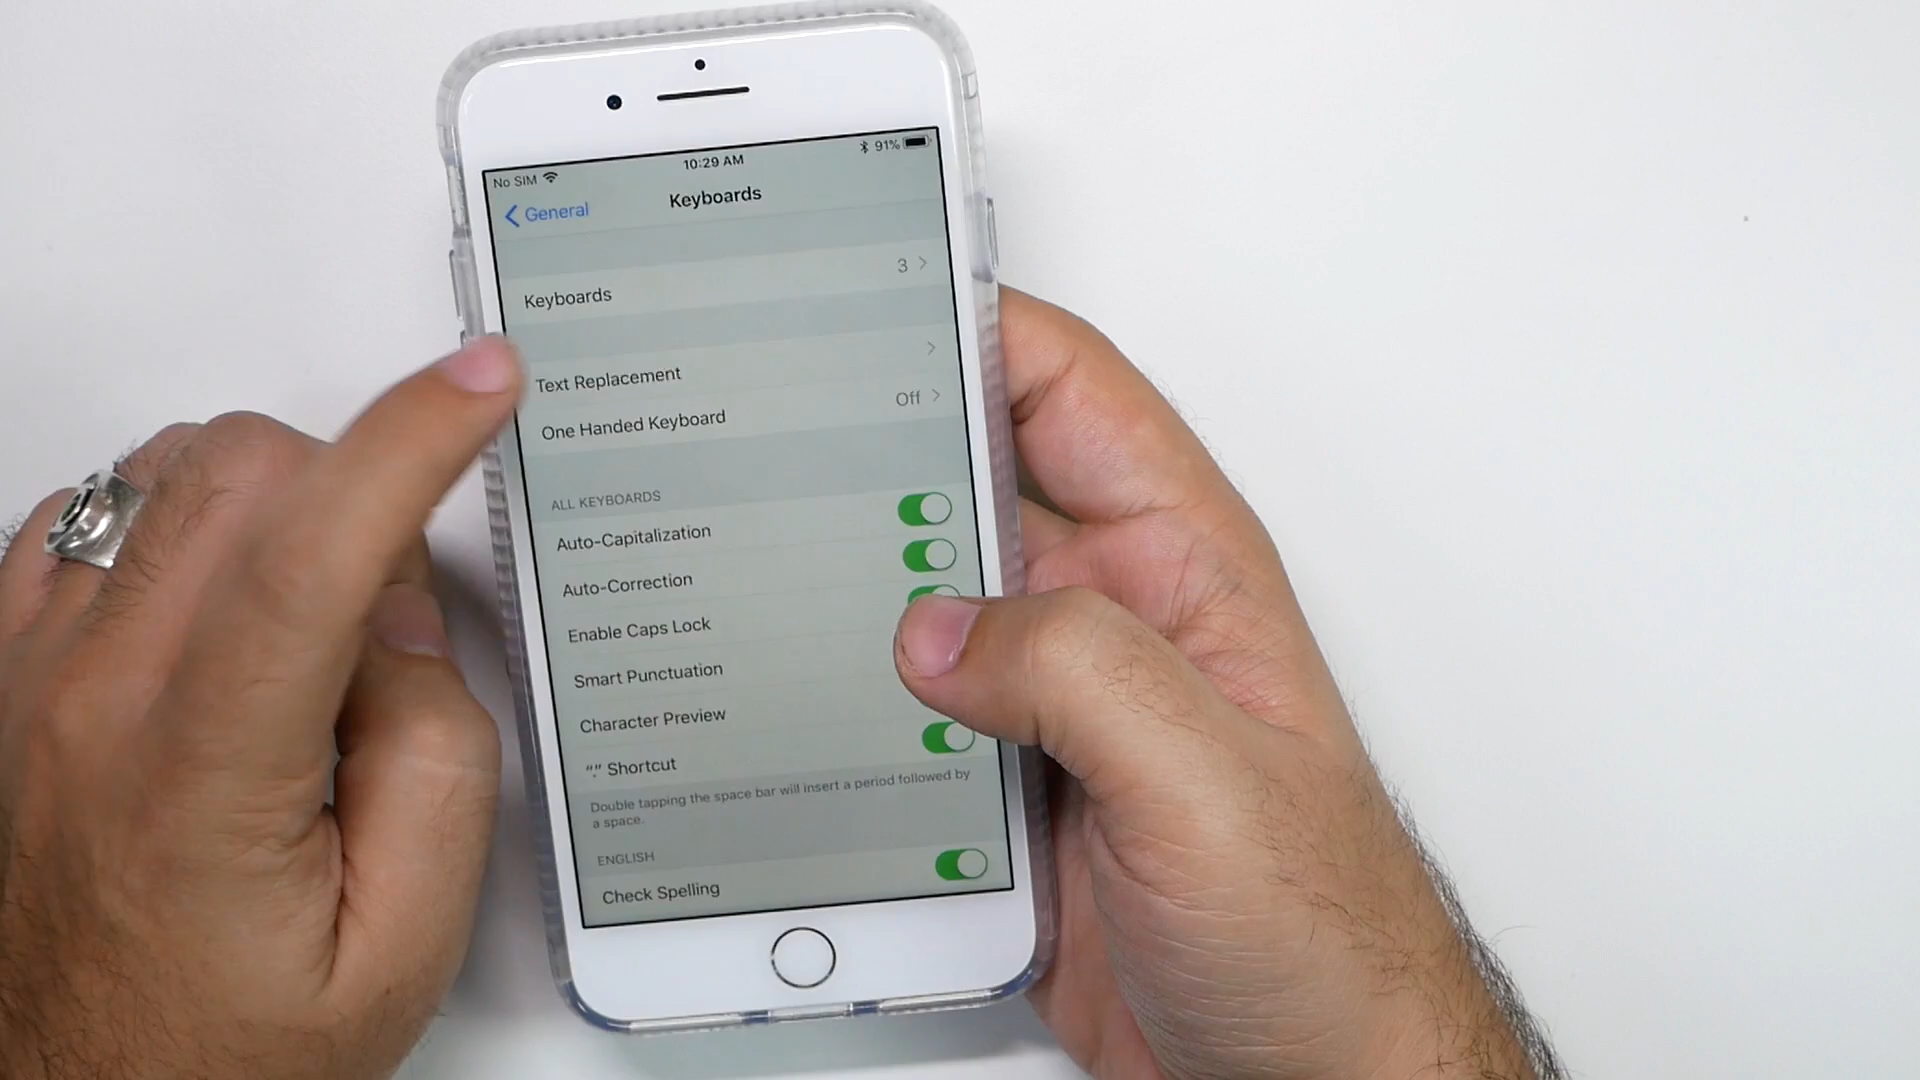 No SIM 10:29 AM 91%
General Keyboards
Keyboards 3
Text Replacement
One Handed Keyboard Off
ALL KEYBOARDS
Auto-Capitalization
Auto-Correction
Enable Caps Lock
Smart Punctuation
Character Preview
“.” Shortcut
Double tapping the space bar will insert a period followed by
a space.
ENGLISH
Check Spelling